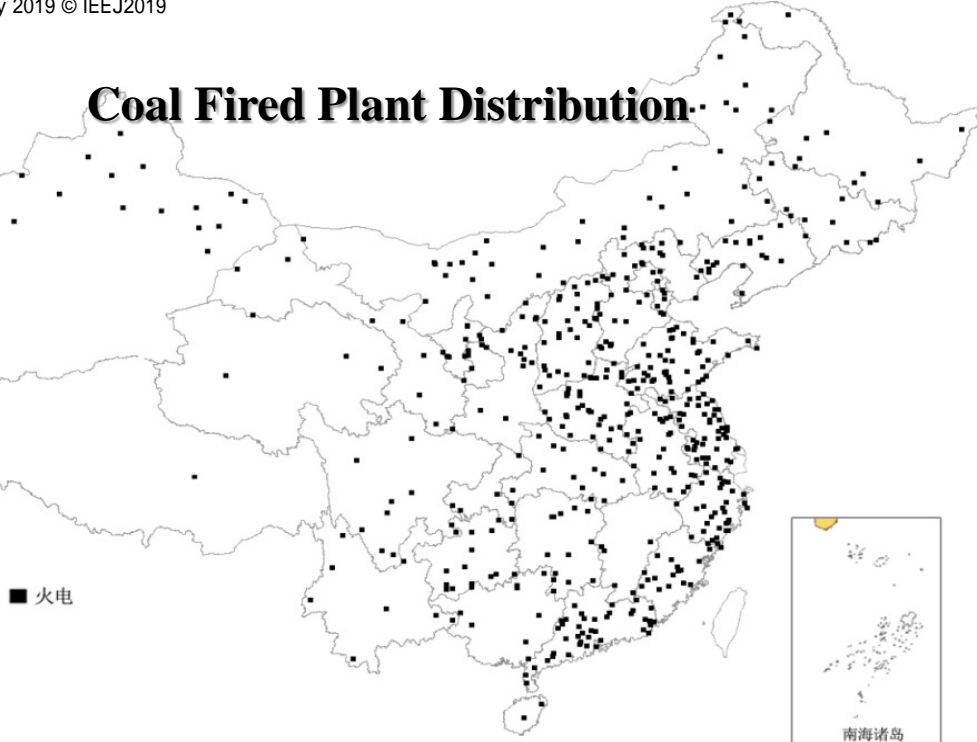 y 2019 © IEEJ2019
Coal Fired Plant Distribution
火电
南海诸岛